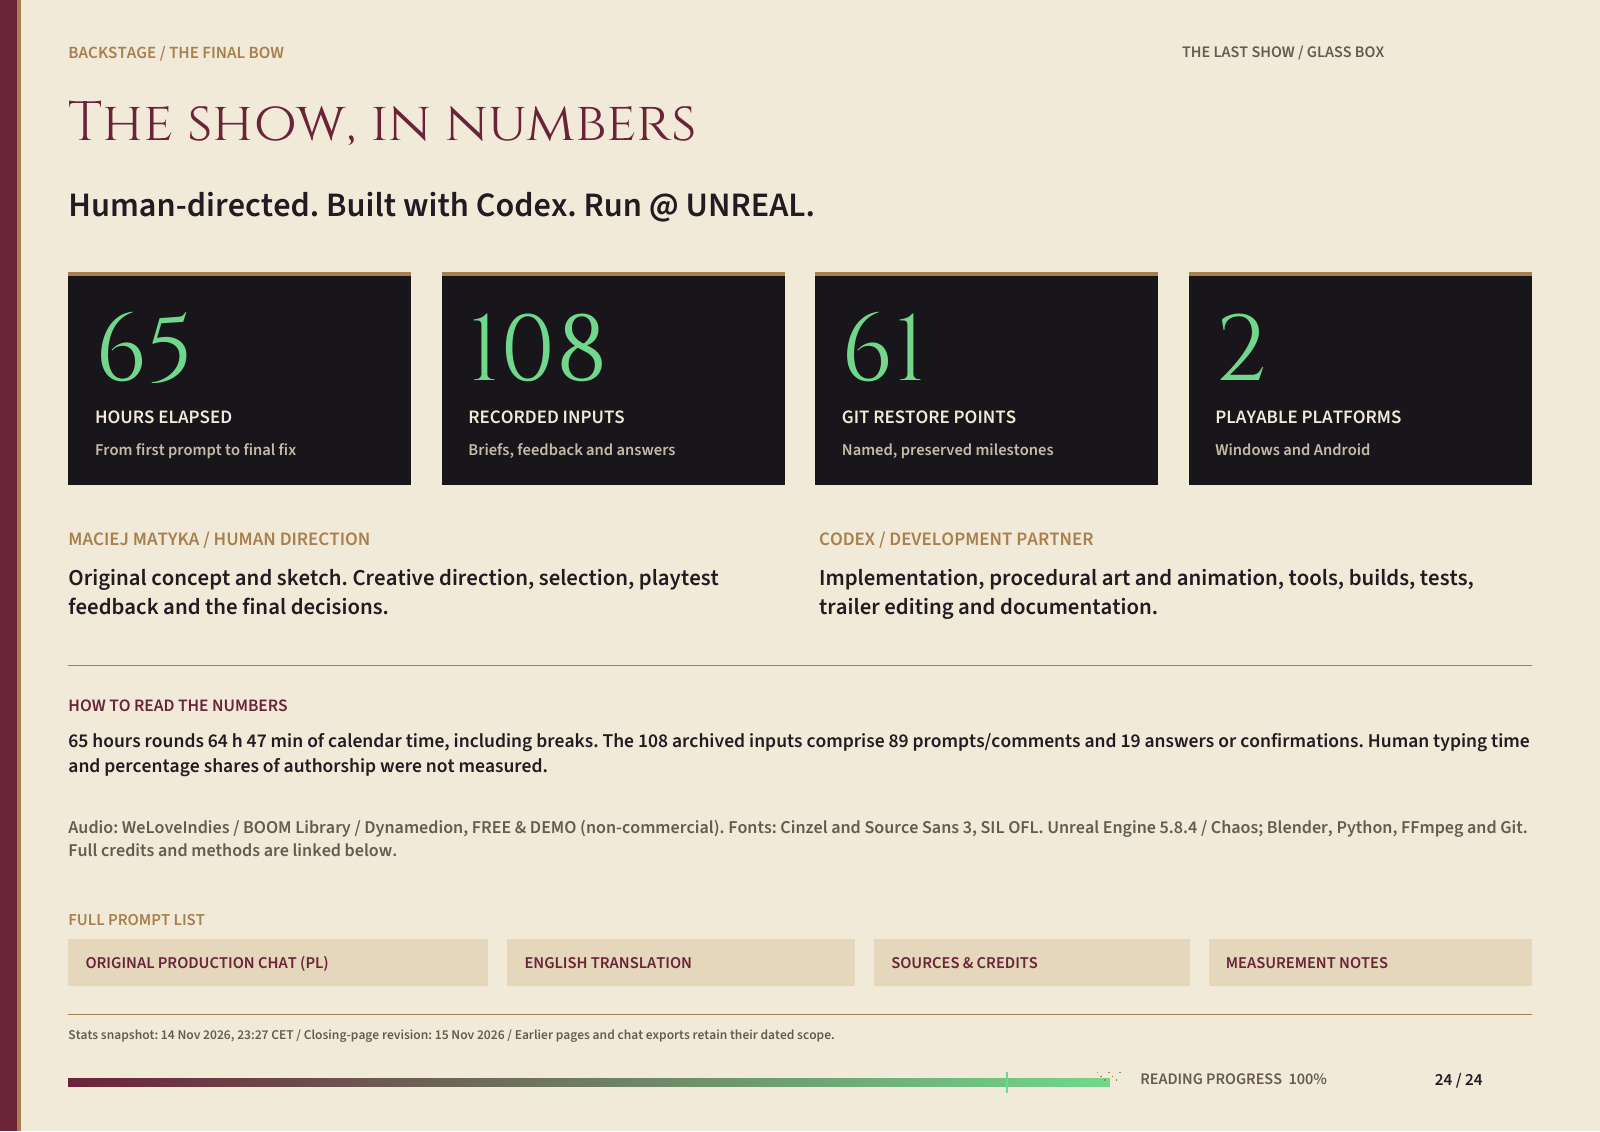 BACKSTAGE / THE FINAL BOW
THE LAST SHOW / GLASS BOX
The show, in numbers
Human-directed. Built with Codex. Run @ UNREAL.
65
HOURS ELAPSED
From first prompt to final fix
108
RECORDED INPUTS
Briefs, feedback and answers
61
GIT RESTORE POINTS
Named, preserved milestones
2
PLAYABLE PLATFORMS
Windows and Android
MACIEJ MATYKA / HUMAN DIRECTION
Original concept and sketch. Creative direction, selection, playtest
feedback and the final decisions.
CODEX / DEVELOPMENT PARTNER
Implementation, procedural art and animation, tools, builds, tests,
trailer editing and documentation.
HOW TO READ THE NUMBERS
65 hours rounds 64 h 47 min of calendar time, including breaks. The 108 archived inputs comprise 89 prompts/comments and 19 answers or confirmations. Human typing time
and percentage shares of authorship were not measured.
Audio: WeLoveIndies / BOOM Library / Dynamedion, FREE & DEMO (non-commercial). Fonts: Cinzel and Source Sans 3, SIL OFL. Unreal Engine 5.8.4 / Chaos; Blender, Python, FFmpeg and Git.
Full credits and methods are linked below.
FULL PROMPT LIST
ORIGINAL PRODUCTION CHAT (PL)
ENGLISH TRANSLATION
SOURCES & CREDITS
MEASUREMENT NOTES
Stats snapshot: 14 Nov 2026, 23:27 CET / Closing-page revision: 15 Nov 2026 / Earlier pages and chat exports retain their dated scope.
READING PROGRESS 100%
24 / 24